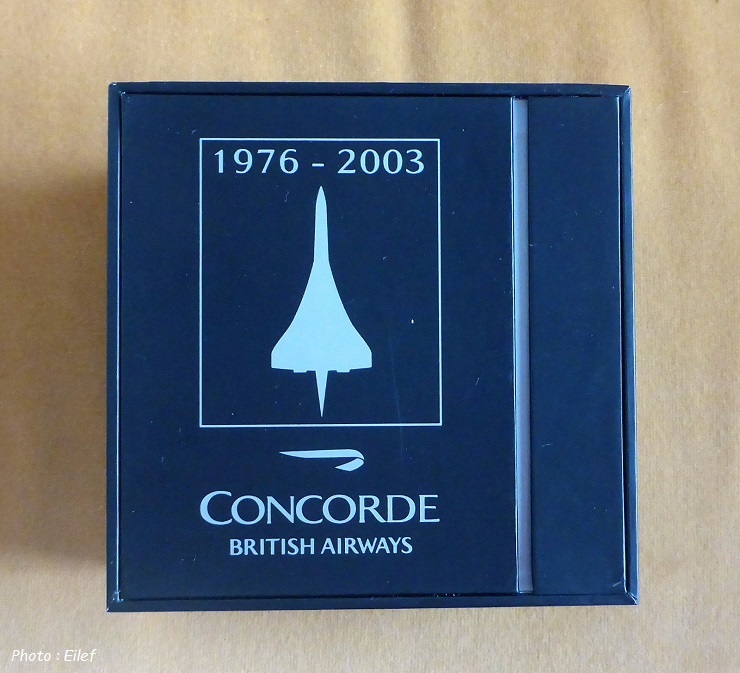 1976 - 2003
CONCORDE
BRITISH AIRWAYS
Photo : Eilef